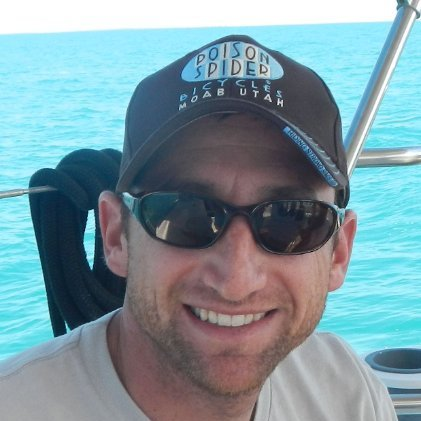 POISON
SPIDER
BICYCLES
MOAB UTAH